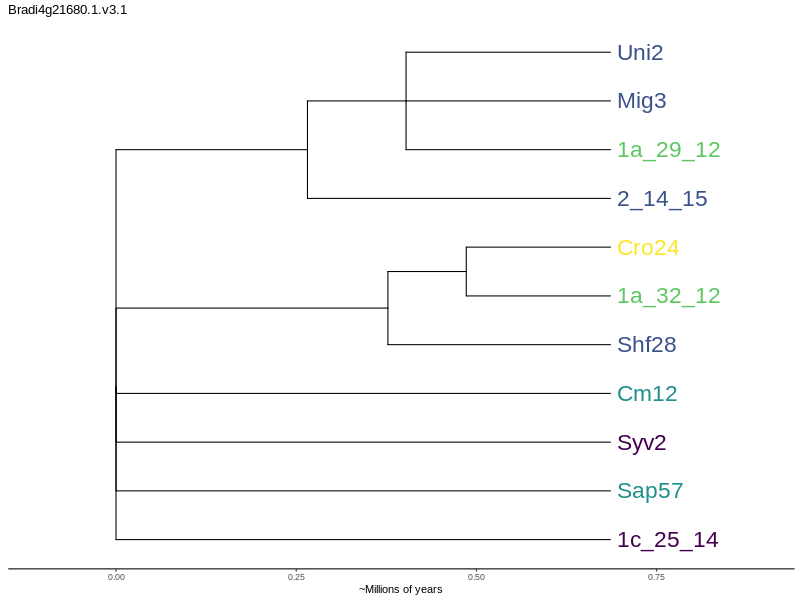 Bradi4g21680.1.v3.1
Uni2
Mig3
1a_29_12
2_14_15
Cro24
1a_32_12
Shf28
Cm12
Syv2
Sap57
1c_25_14
0.00 0.25 0.50 0.75
~Millions of years